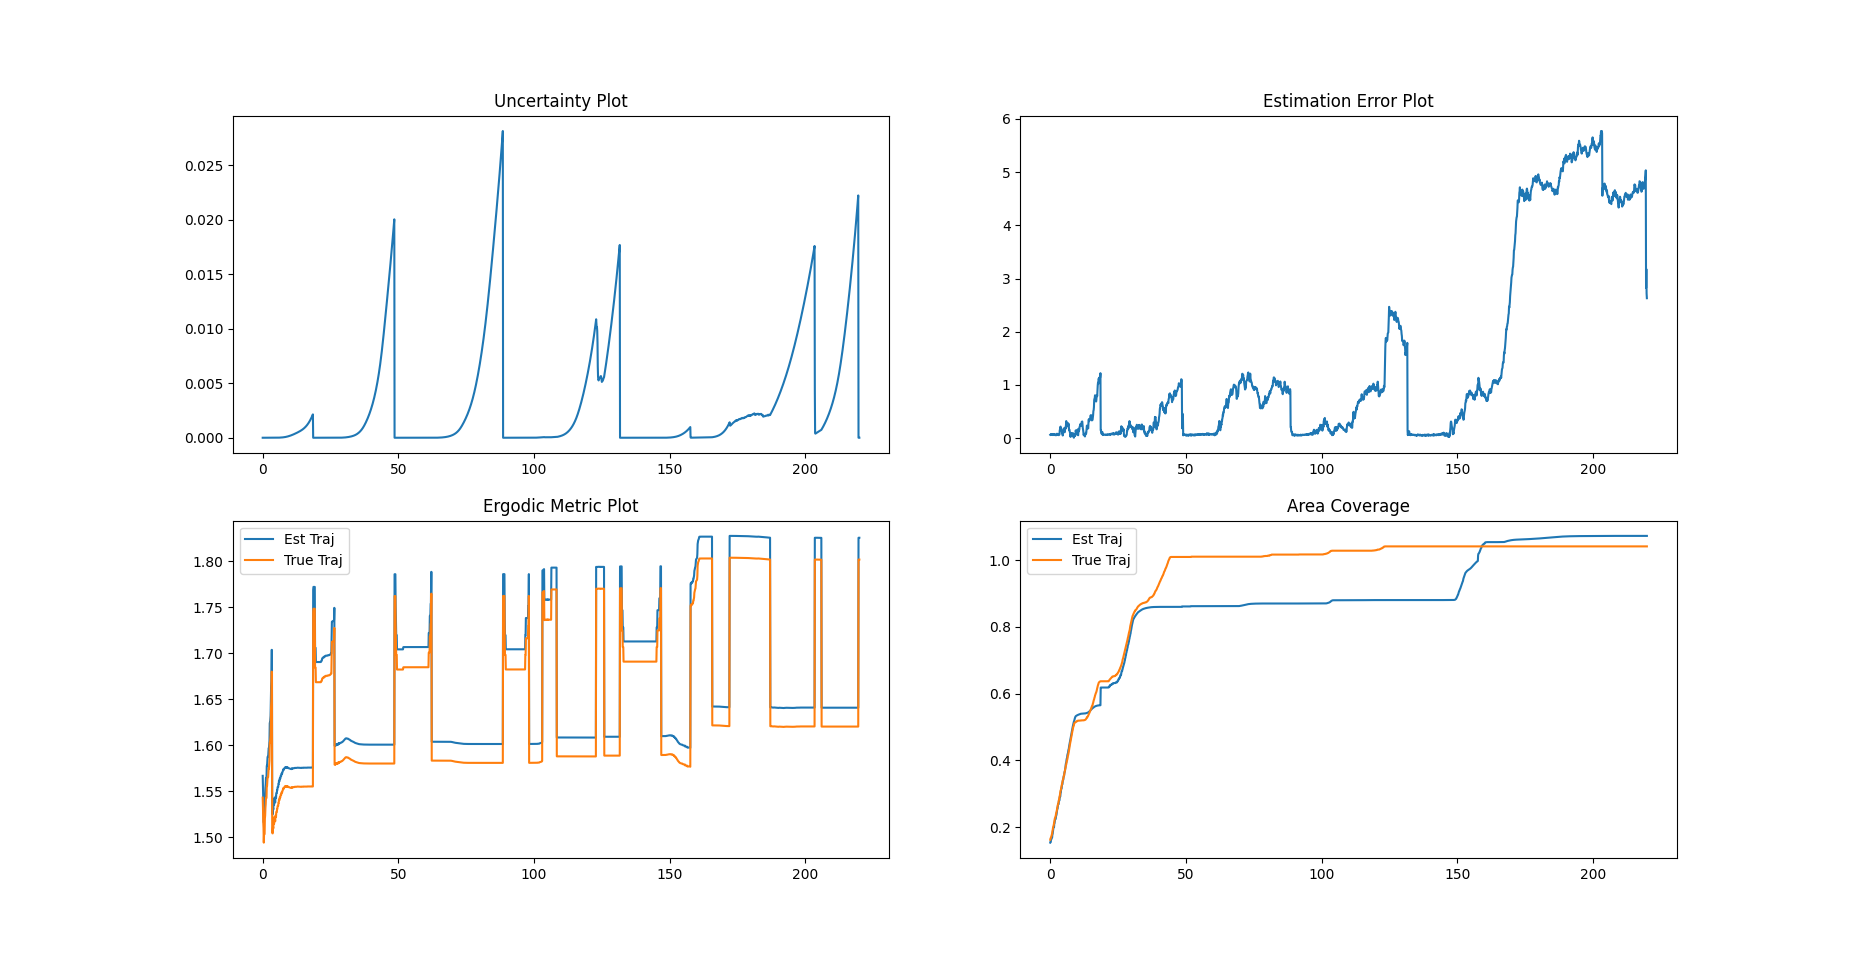 Uncertainty Plot
0.025
0.020
0.015
0.010
0.005
0.000
0 50 100 150 200
Estimation Error Plot
6
5
4
3
2
1
0
0 50 100 150 200
Ergodic Metric Plot
Est Traj
True Traj
1.80
1.75
1.70
1.65
1.60
1.55
1.50
0 50 100 150 200
Area Coverage
Est Traj
True Traj
1.0
0.8
0.6
0.4
0.2
0 50 100 150 200